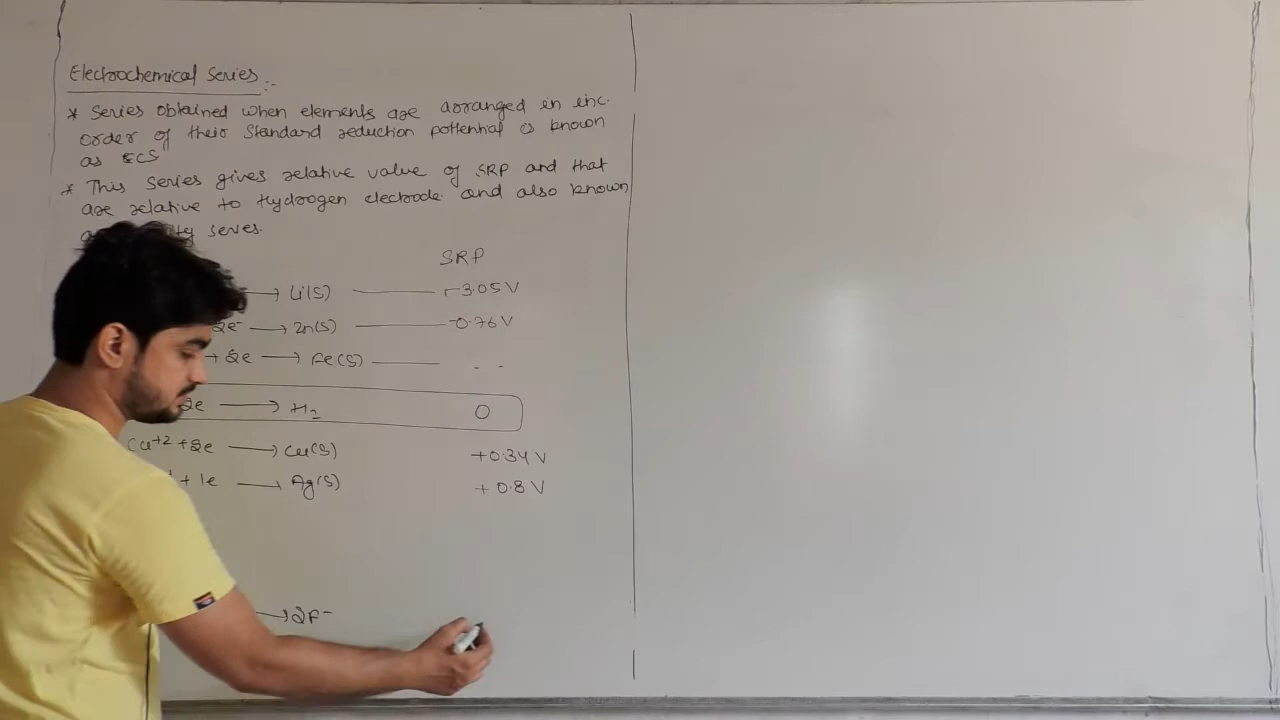 Electrochemical Series :-
* Series obtained when elements are arranged in inc.
order of their Standard reduction pottential is known
as ECS
* This series gives relative value of SRP and that
are relative to Hydrogen electrode and also known
series.
SRP
→ Li(S) — -3.05 V
2e⁻ → Zn(S) — -0.76 V
+ 2e → Fe(S) — - -
2e → H₂ 0
Cu⁺² + 2e → Cu(S) +0.34 V
+ 1e → Ag(S) + 0.8 V
→ 2F⁻